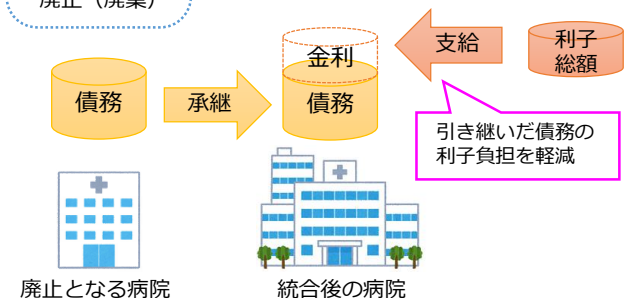 廃止（廃業）
金利
支給
利子
総額
債務
承継
債務
引き継いだ債務の
利子負担を軽減
廃止となる病院
統合後の病院